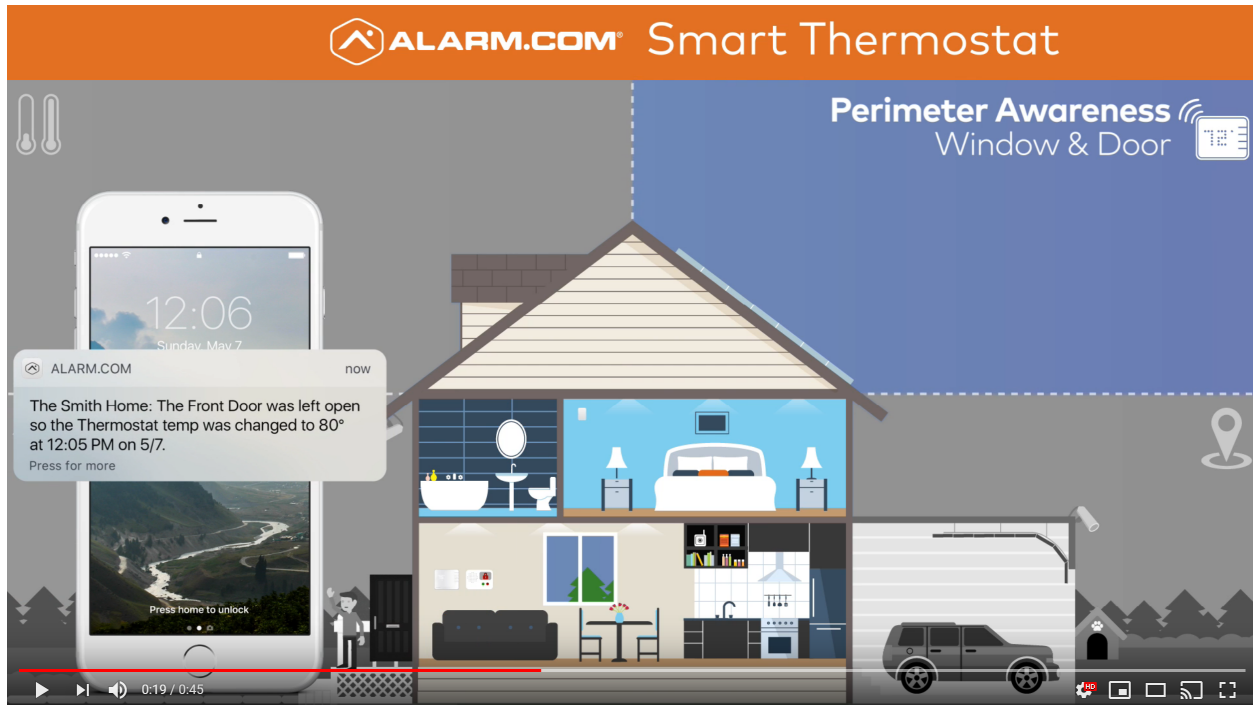 ALARM.COM® Smart Thermostat
Perimeter Awareness
Window & Door
72°
12:06
Sunday, May 7
ALARM.COM now
The Smith Home: The Front Door was left open
so the Thermostat temp was changed to 80°
at 12:05 PM on 5/7.
Press for more
Press home to unlock
0:19 / 0:45
HD